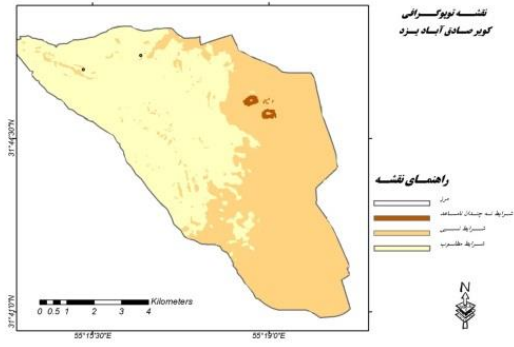 نقشه توپوگرافی
کویر صادق آباد یزد
31°44'30"N
31°41'0"N
راهنمای نقشه
مرز
شرایط نه چندان نامساعد
شرایط نسبی
شرایط مطلوب
0 0.5 1 2 3 4 Kilometers
N
55°15'30"E
55°19'0"E